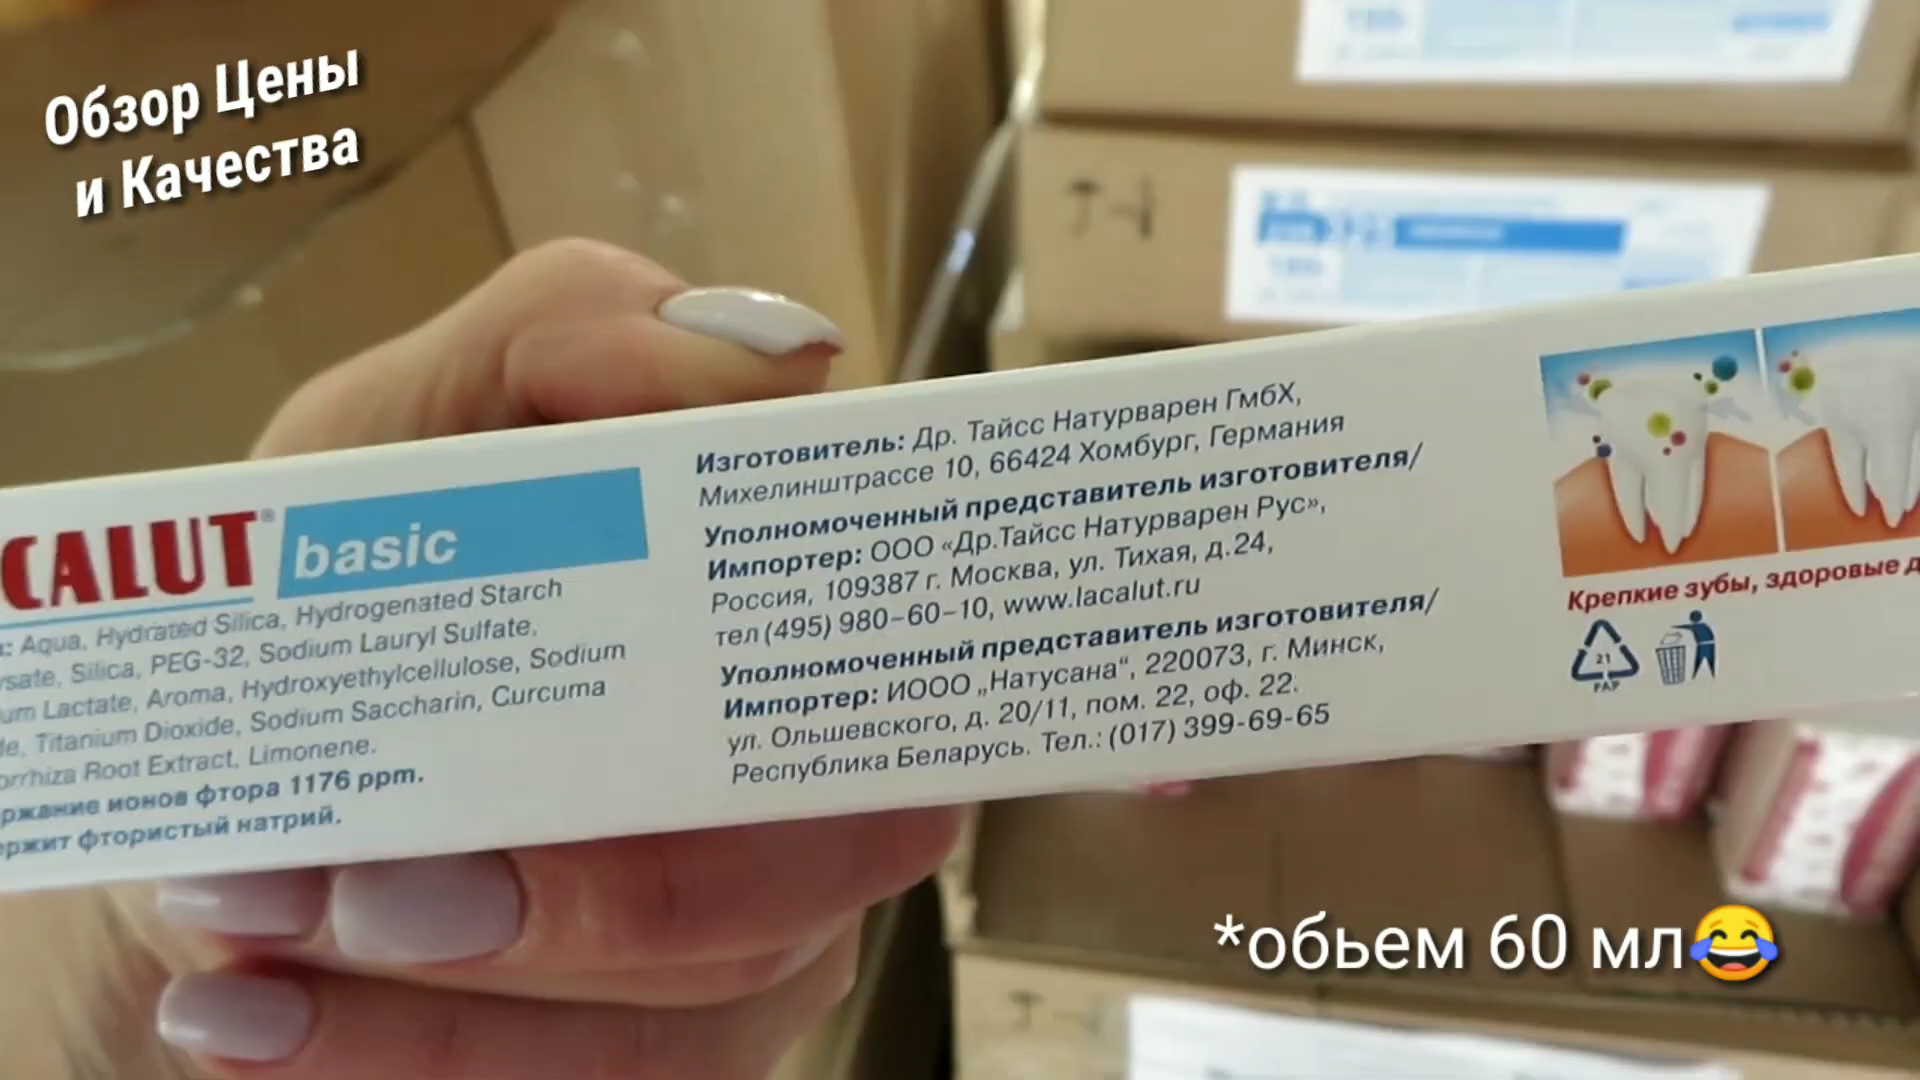 Обзор Цены
и Качества
CALUT® basic
Aqua, Hydrated Silica, Hydrogenated Starch
Silica, PEG-32, Sodium Lauryl Sulfate,
Lactate, Aroma, Hydroxyethylcellulose, Sodium
Titanium Dioxide, Sodium Saccharin, Curcuma
Root Extract, Limonene.
ионов фтора 1176 ppm.
фтористый натрий.
Изготовитель: Др. Тайсс Натурварен ГмбХ,
Михелинштрассе 10, 66424 Хомбург, Германия
Уполномоченный представитель изготовителя/
Импортер: ООО «Др.Тайсс Натурварен Рус»,
Россия, 109387 г. Москва, ул. Тихая, д.24,
тел (495) 980-60-10, www.lacalut.ru
Уполномоченный представитель изготовителя/
Импортер: ИООО „Натусана“, 220073, г. Минск,
ул. Ольшевского, д. 20/11, пом. 22, оф. 22.
Республика Беларусь. Тел.: (017) 399-69-65
Крепкие зубы, здоровые
21
PAP
*обьем 60 мл😂